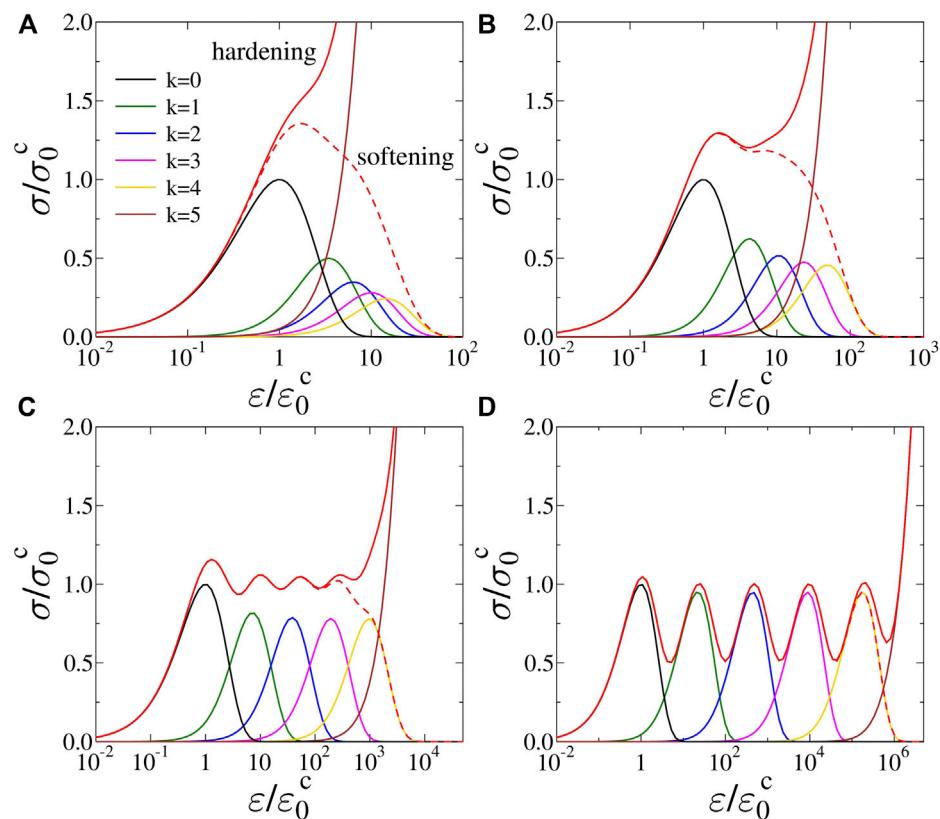 A
2.0
1.5
1.0
0.5
0.0
σ/σ₀ᶜ
hardening
softening
k=0
k=1
k=2
k=3
k=4
k=5
10⁻² 10⁻¹ 1 10 10²
ε/ε₀ᶜ
B
2.0
1.5
1.0
0.5
0.0
σ/σ₀ᶜ
10⁻² 10⁻¹ 1 10 10² 10³
ε/ε₀ᶜ
C
2.0
1.5
1.0
0.5
0.0
σ/σ₀ᶜ
10⁻² 10⁻¹ 1 10 10² 10³ 10⁴
ε/ε₀ᶜ
D
2.0
1.5
1.0
0.5
0.0
σ/σ₀ᶜ
10⁻² 1 10² 10⁴ 10⁶
ε/ε₀ᶜ